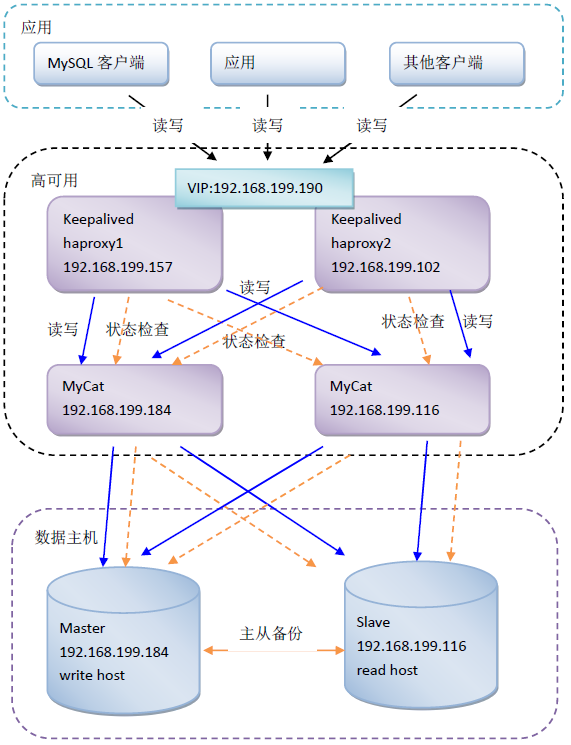 应用
MySQL 客户端
应用
其他客户端
读写
读写
读写
高可用
VIP:192.168.199.190
Keepalived
haproxy1
192.168.199.157
Keepalived
haproxy2
192.168.199.102
读写
读写
状态检查
状态检查
状态检查
读写
MyCat
192.168.199.184
MyCat
192.168.199.116
数据主机
Master
192.168.199.184
write host
主从备份
Slave
192.168.199.116
read host